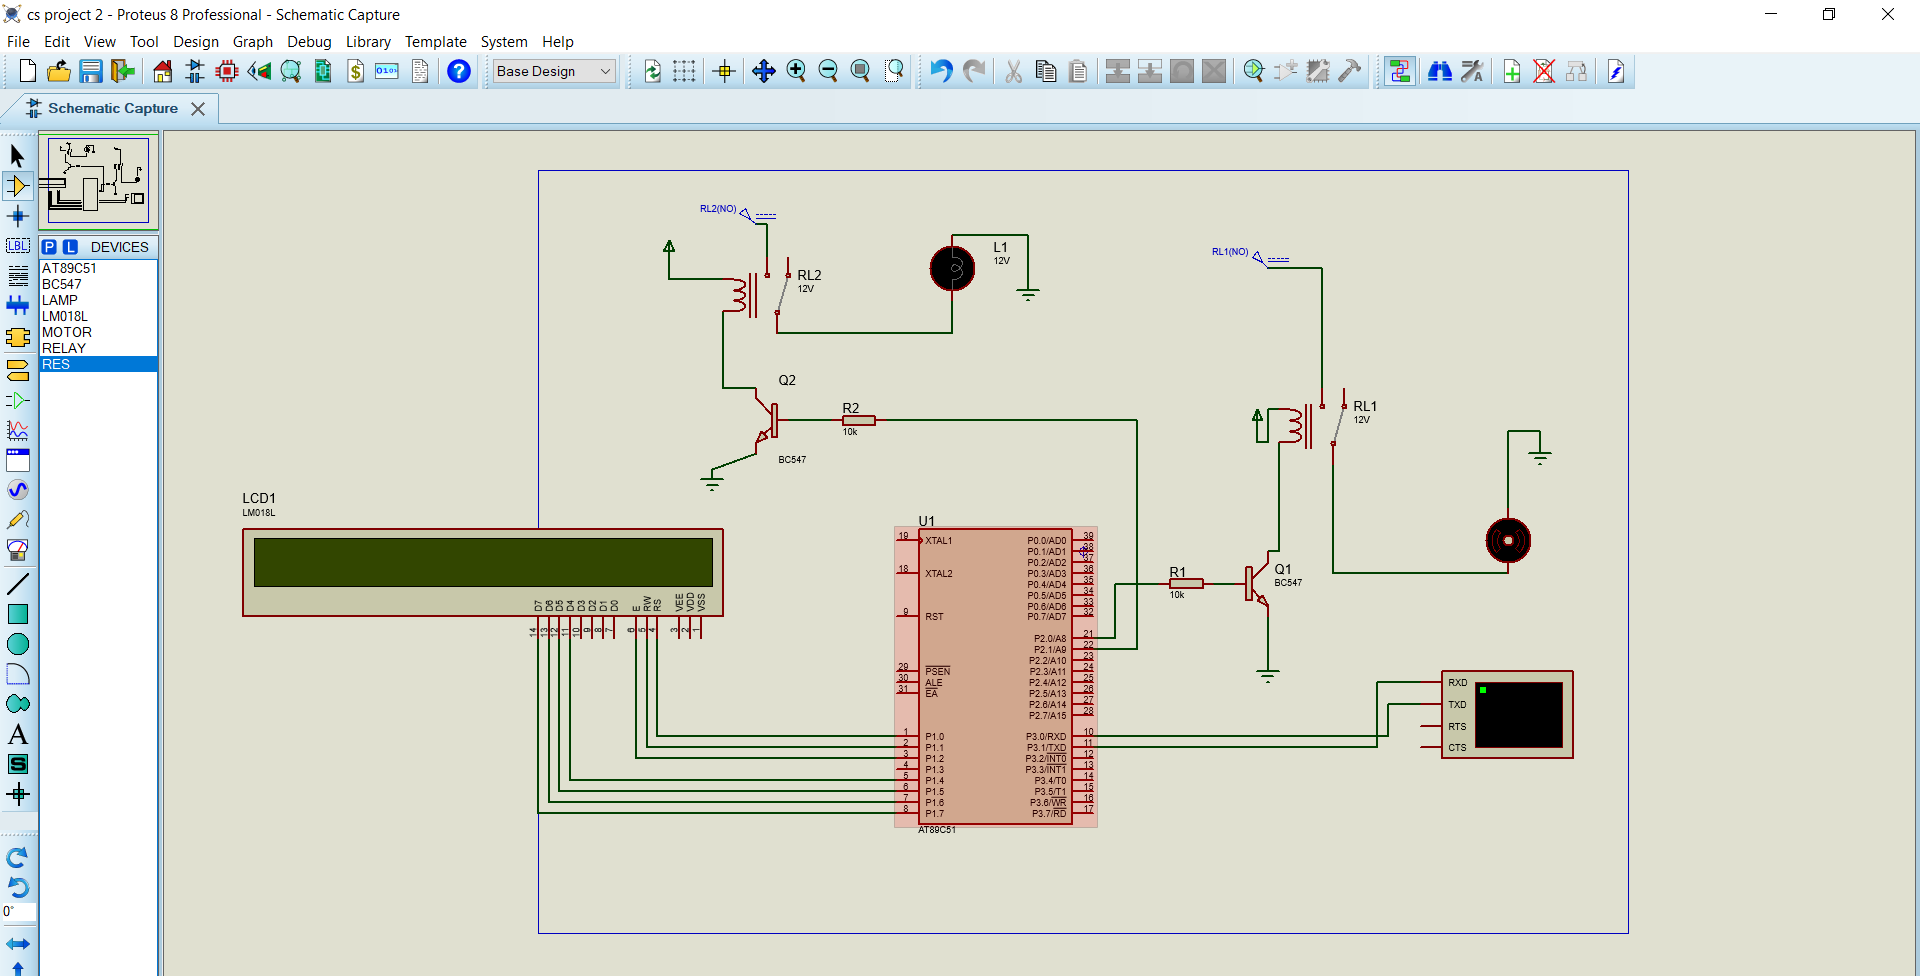 cs project 2 - Proteus 8 Professional - Schematic Capture
File Edit View Tool Design Graph Debug Library Template System Help
Base Design
Schematic Capture
P L DEVICES
AT89C51
BC547
LAMP
LM018L
MOTOR
RELAY
RES
LBL
A
S
0°
RL2(NO)
RL2
12V
L1
12V
RL1(NO)
RL1
12V
Q2
BC547
R2
10k
LCD1
LM018L
D7 D6 D5 D4 D3 D2 D1 D0 E RW RS VEE VDD VSS
14 13 12 11 10 9 8 7 6 5 4 3 2 1
U1
19 XTAL1
18 XTAL2
9 RST
29 PSEN
30 ALE
31 EA
1 P1.0
2 P1.1
3 P1.2
4 P1.3
5 P1.4
6 P1.5
7 P1.6
8 P1.7
P0.0/AD0 39
P0.1/AD1 38
P0.2/AD2 37
P0.3/AD3 36
P0.4/AD4 35
P0.5/AD5 34
P0.6/AD6 33
P0.7/AD7 32
P2.0/A8 21
P2.1/A9 22
P2.2/A10 23
P2.3/A11 24
P2.4/A12 25
P2.5/A13 26
P2.6/A14 27
P2.7/A15 28
P3.0/RXD 10
P3.1/TXD 11
P3.2/INT0 12
P3.3/INT1 13
P3.4/T0 14
P3.5/T1 15
P3.6/WR 16
P3.7/RD 17
AT89C51
R1
10k
Q1
BC547
RXD
TXD
RTS
CTS